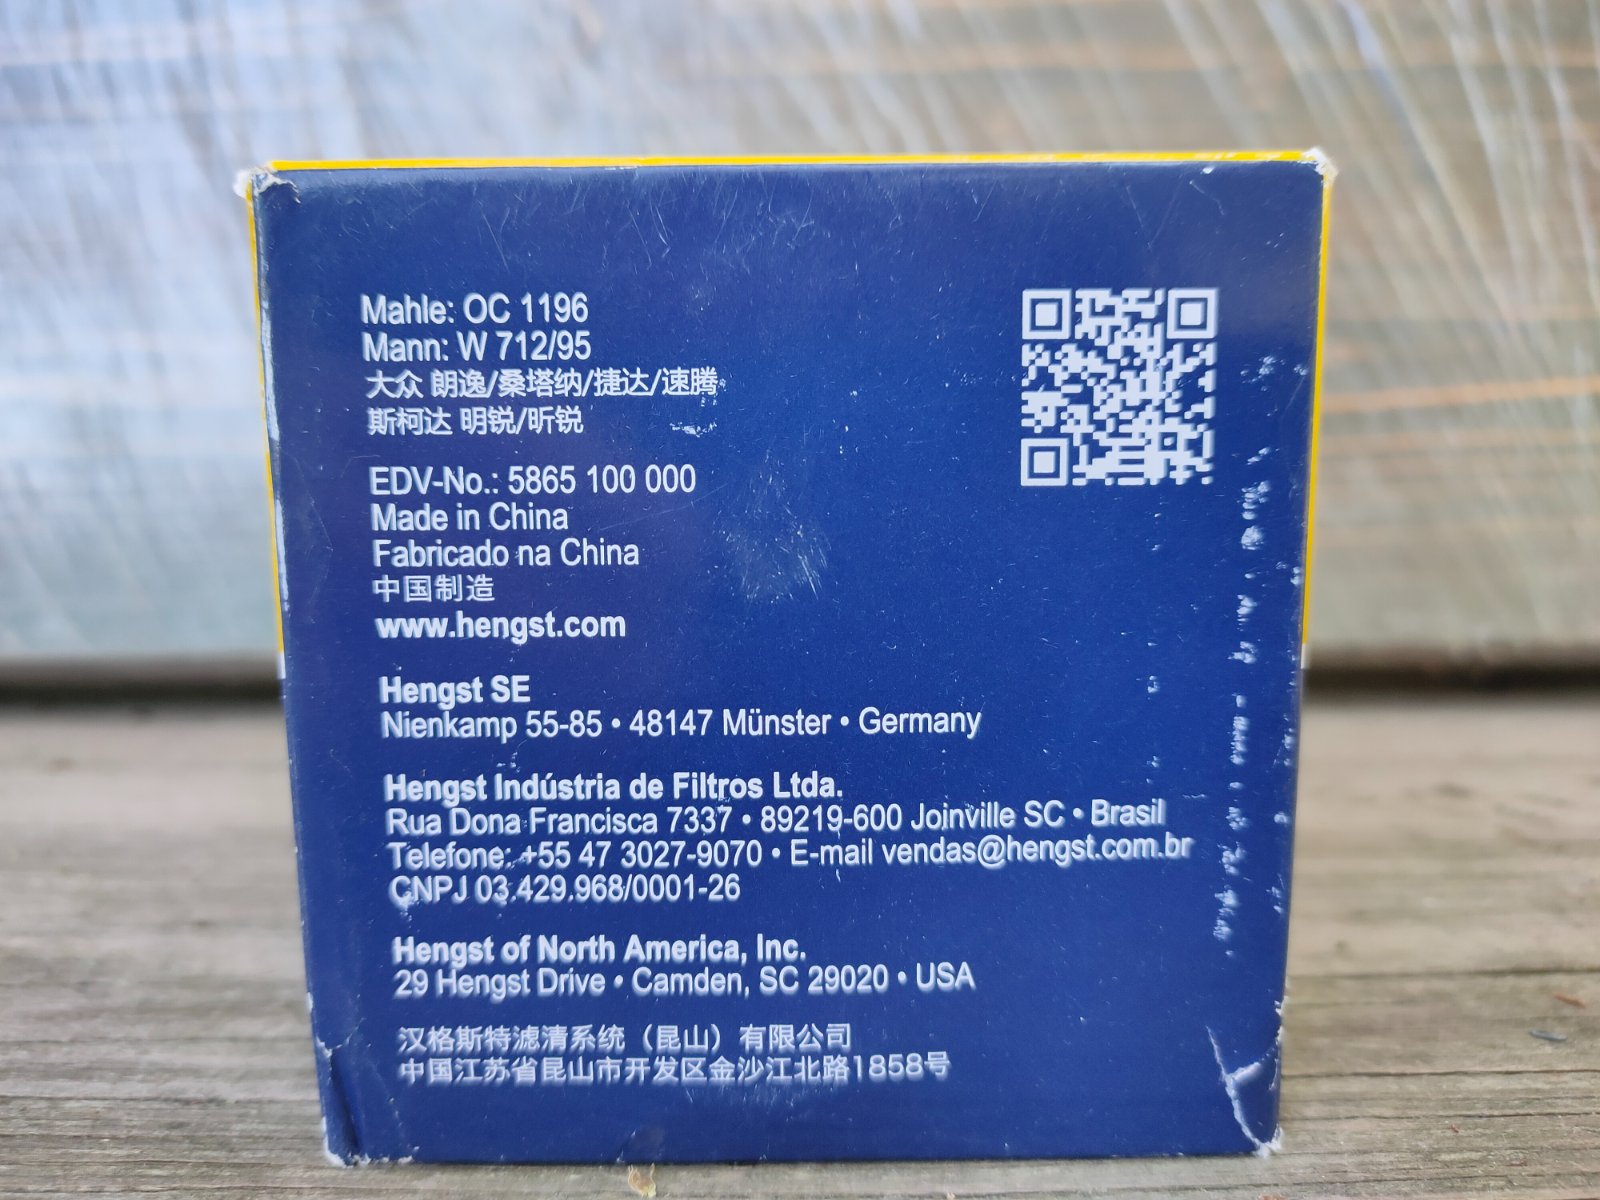 Mahle: OC 1196
Mann: W 712/95
大众 朗逸/桑塔纳/捷达/速腾
斯柯达 明锐/昕锐
EDV-No.: 5865 100 000
Made in China
Fabricado na China
中国制造
www.hengst.com
Hengst SE
Nienkamp 55-85 • 48147 Münster • Germany
Hengst Indústria de Filtros Ltda.
Rua Dona Francisca 7337 • 89219-600 Joinville SC • Brasil
Telefone: +55 47 3027-9070 • E-mail vendas@hengst.com.br
CNPJ 03.429.968/0001-26
Hengst of North America, Inc.
29 Hengst Drive • Camden, SC 29020 • USA
汉格斯特滤清系统（昆山）有限公司
中国江苏省昆山市开发区金沙江北路1858号